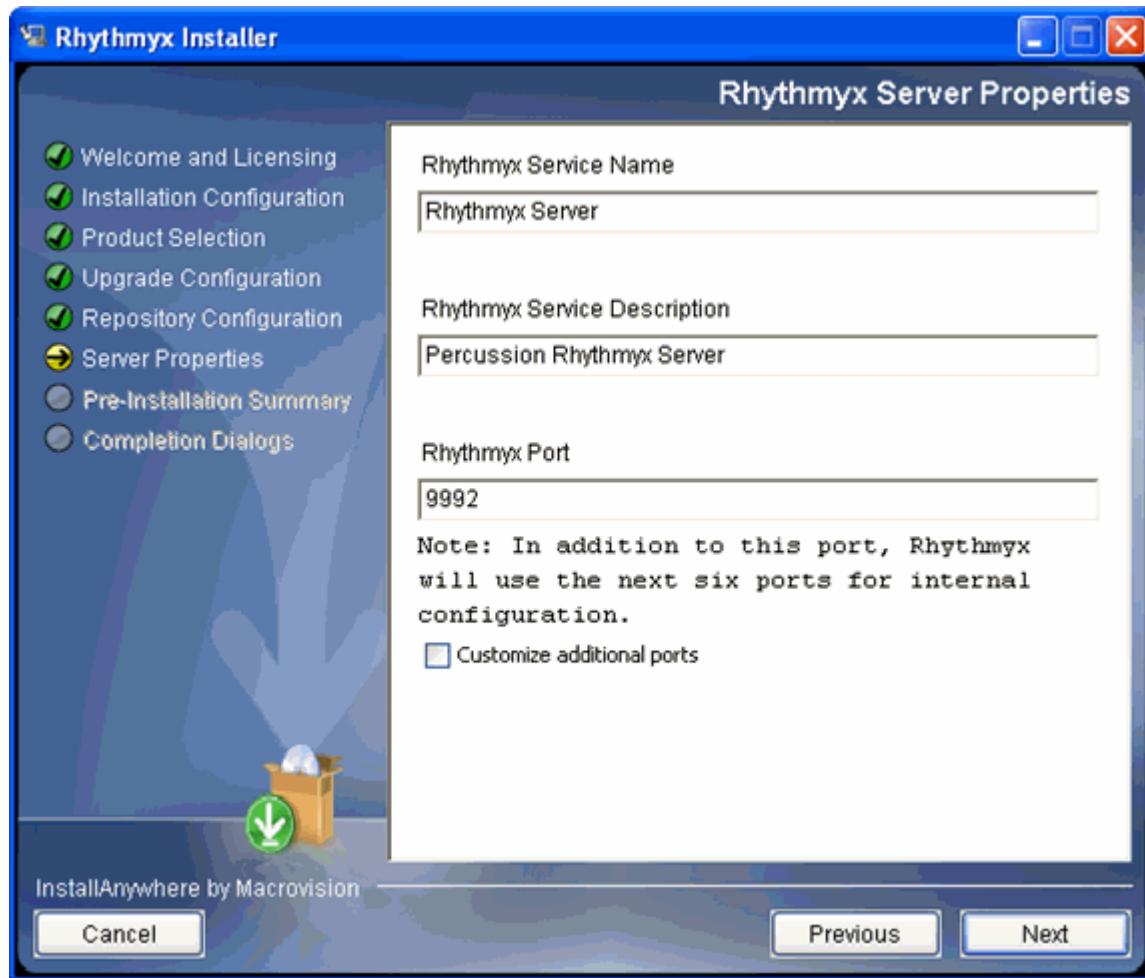 Rhythmyx Installer
Rhythmyx Server Properties
Welcome and Licensing
Installation Configuration
Product Selection
Upgrade Configuration
Repository Configuration
Server Properties
Pre-Installation Summary
Completion Dialogs
Rhythmyx Service Name
Rhythmyx Server
Rhythmyx Service Description
Percussion Rhythmyx Server
Rhythmyx Port
9992
Note: In addition to this port, Rhythmyx
will use the next six ports for internal
configuration.
Customize additional ports
InstallAnywhere by Macrovision
Cancel
Previous
Next